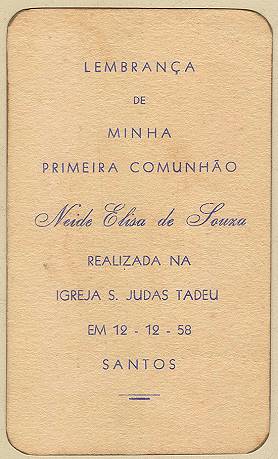 LEMBRANÇA
DE
MINHA
PRIMEIRA COMUNHÃO
Neide Elisa de Souza
REALIZADA NA
IGREJA S. JUDAS TADEU
EM 12 - 12 - 58
SANTOS